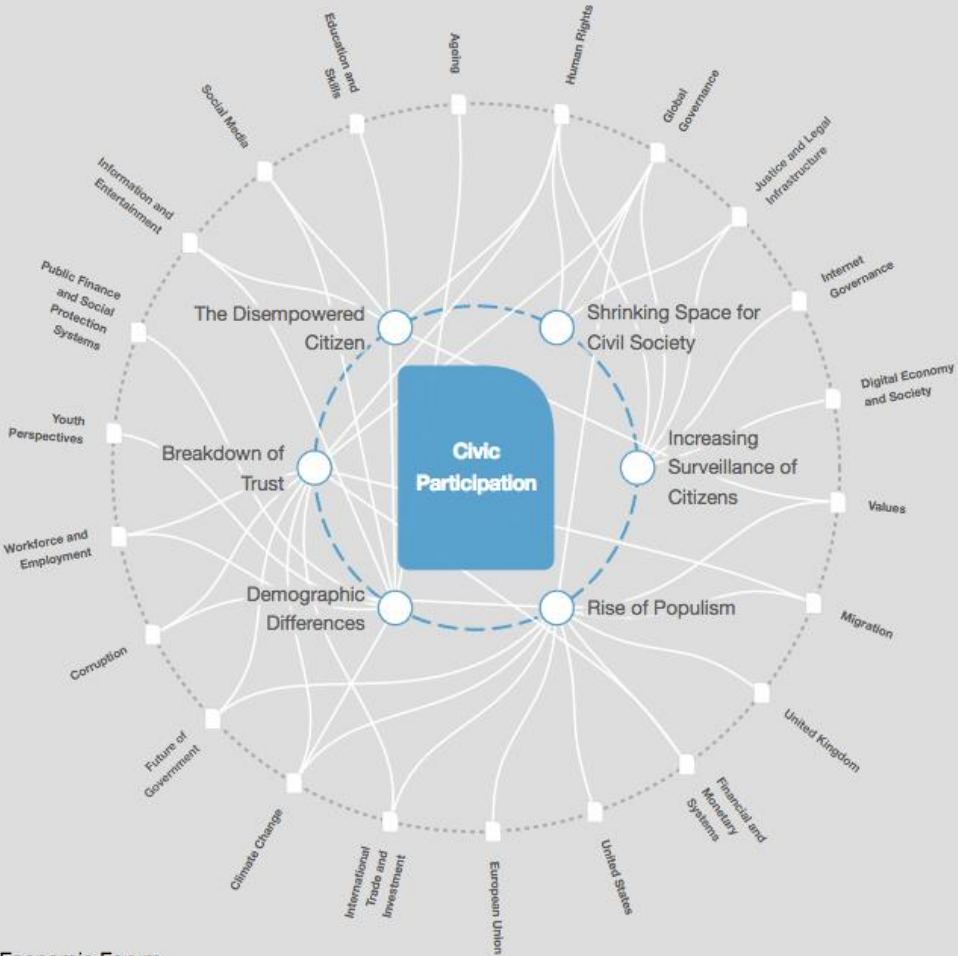 Education and
Skills
Ageing
Human Rights
Global
Governance
Social Media
Justice and Legal
Infrastructure
Information and
Entertainment
Internet
Governance
Public Finance
and Social
Protection
Systems
The Disempowered
Citizen
Shrinking Space for
Civil Society
Digital Economy
and Society
Youth
Perspectives
Breakdown of
Trust
Civic
Participation
Increasing
Surveillance of
Citizens
Values
Workforce and
Employment
Demographic
Differences
Rise of Populism
Migration
Corruption
United Kingdom
Future of
Government
Financial and
Monetary
Systems
Climate Change
International
Trade and
Investment
European Union
United States
Economic Forum